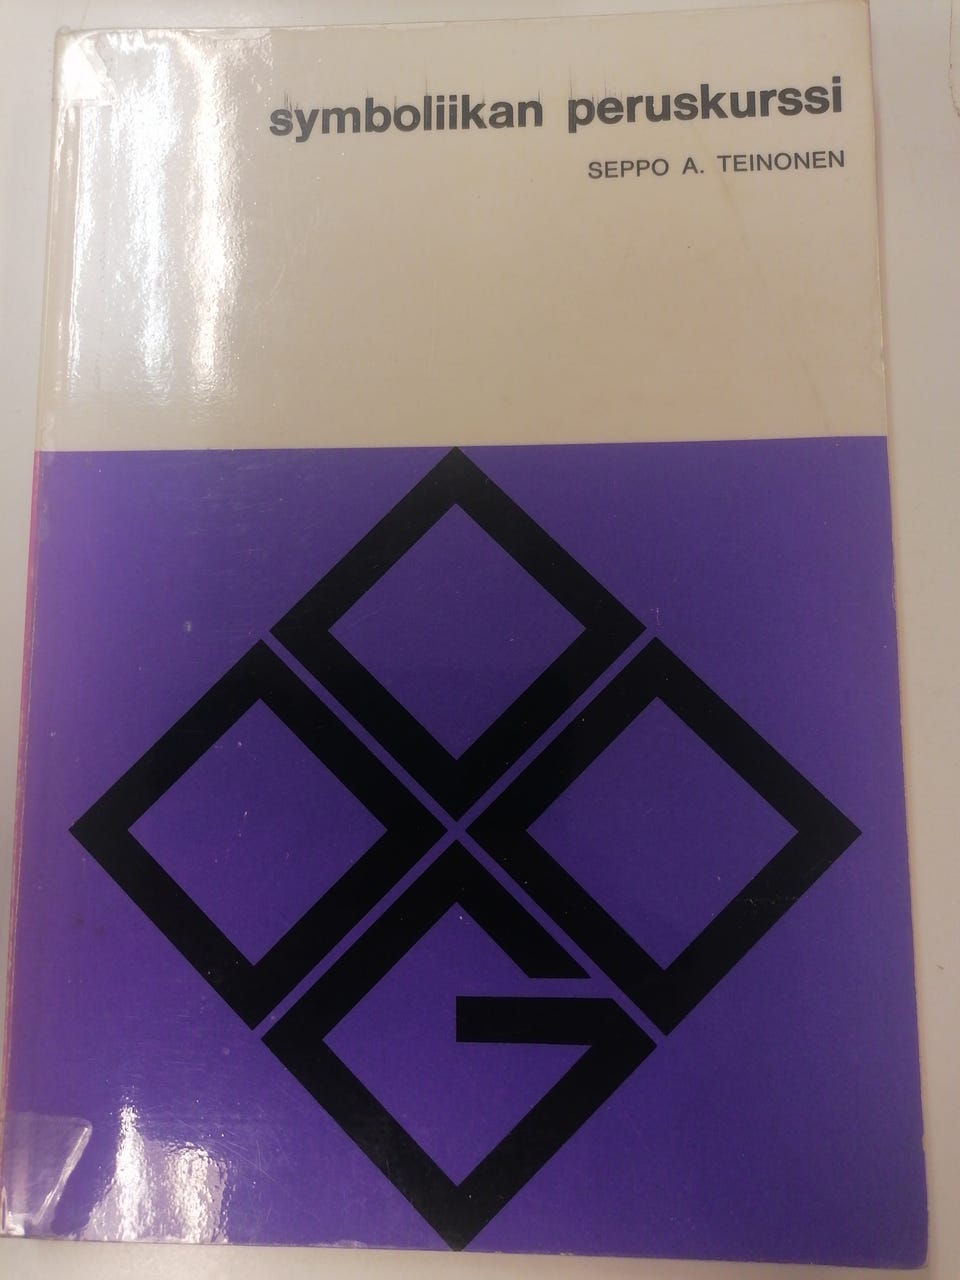 symboliikan peruskurssi
SEPPO A. TEINONEN
G